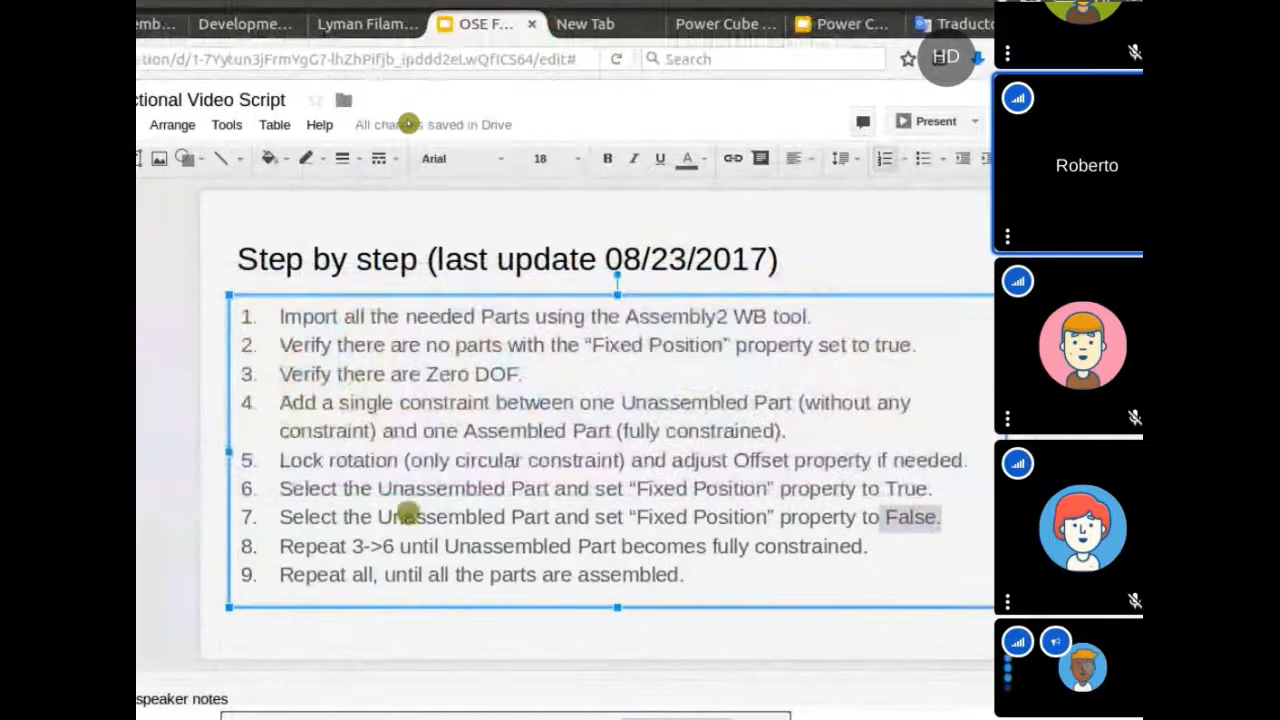 Developme... Lyman Filam... OSE F... × New Tab Power Cube ... Power C... Traducto
Search HD
ctional Video Script
Arrange Tools Table Help All changes saved in Drive Present
Arial 18 B I U A
Roberto
Step by step (last update 08/23/2017)
1. Import all the needed Parts using the Assembly2 WB tool.
2. Verify there are no parts with the “Fixed Position” property set to true.
3. Verify there are Zero DOF.
4. Add a single constraint between one Unassembled Part (without any
constraint) and one Assembled Part (fully constrained).
5. Lock rotation (only circular constraint) and adjust Offset property if needed.
6. Select the Unassembled Part and set “Fixed Position” property to True.
7. Select the Unassembled Part and set “Fixed Position” property to False.
8. Repeat 3->6 until Unassembled Part becomes fully constrained.
9. Repeat all, until all the parts are assembled.
speaker notes